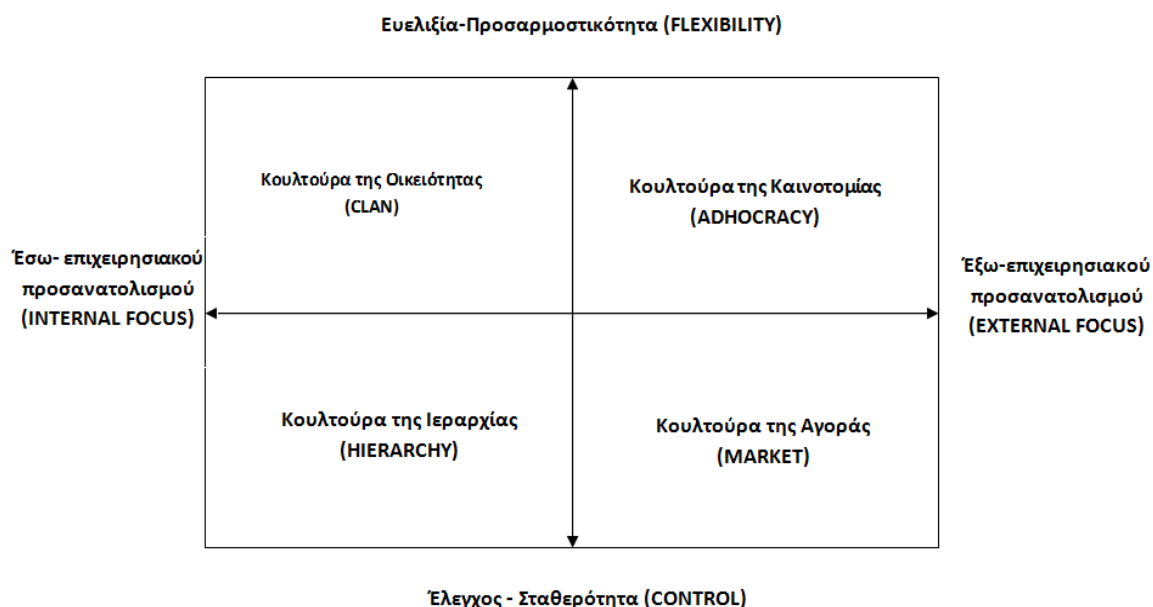 Ευελιξία-Προσαρμοστικότητα (FLEXIBILITY)
Κουλτούρα της Οικειότητας
(CLAN)
Κουλτούρα της Καινοτομίας
(ADHOCRACY)
Έσω- επιχειρησιακού
προσανατολισμού
(INTERNAL FOCUS)
Έξω-επιχειρησιακού
προσανατολισμού
(EXTERNAL FOCUS)
Κουλτούρα της Ιεραρχίας
(HIERARCHY)
Κουλτούρα της Αγοράς
(MARKET)
Έλεγχος - Σταθερότητα (CONTROL)